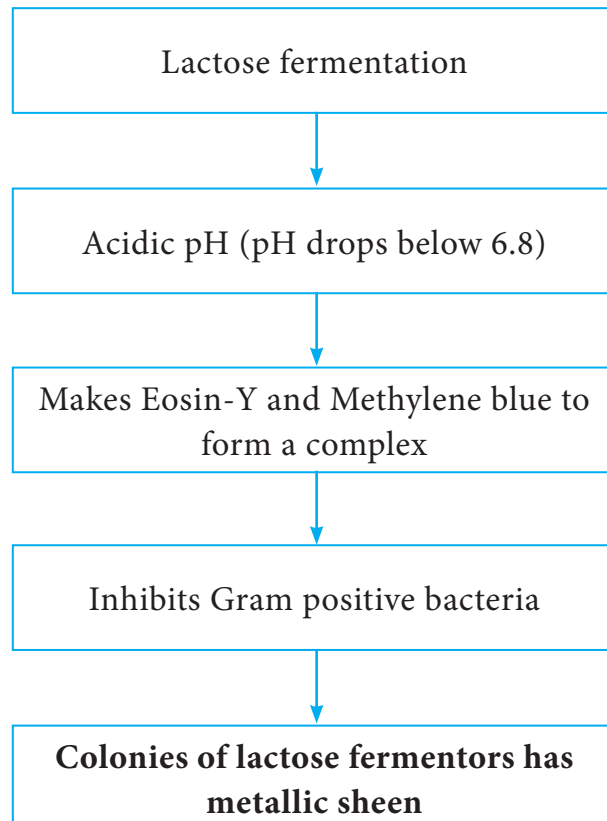 Lactose fermentation
Acidic pH (pH drops below 6.8)
Makes Eosin-Y and Methylene blue to
form a complex
Inhibits Gram positive bacteria
Colonies of lactose fermentors has
metallic sheen